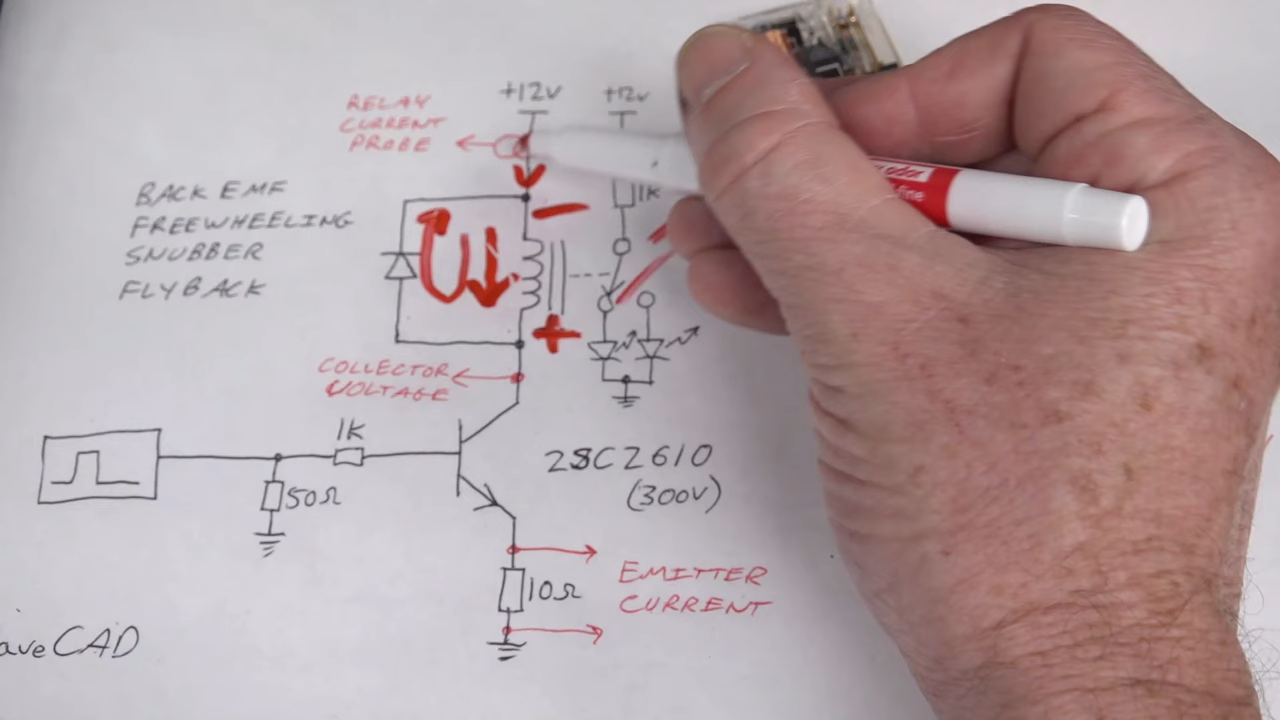 +12V
+12V
RELAY
CURRENT
PROBE
BACK EMF
FREEWHEELING
SNUBBER
FLYBACK
1K
−
+
COLLECTOR
VOLTAGE
1K
50Ω
2SC2610
(300V)
10Ω
EMITTER
CURRENT
aveCAD
fine